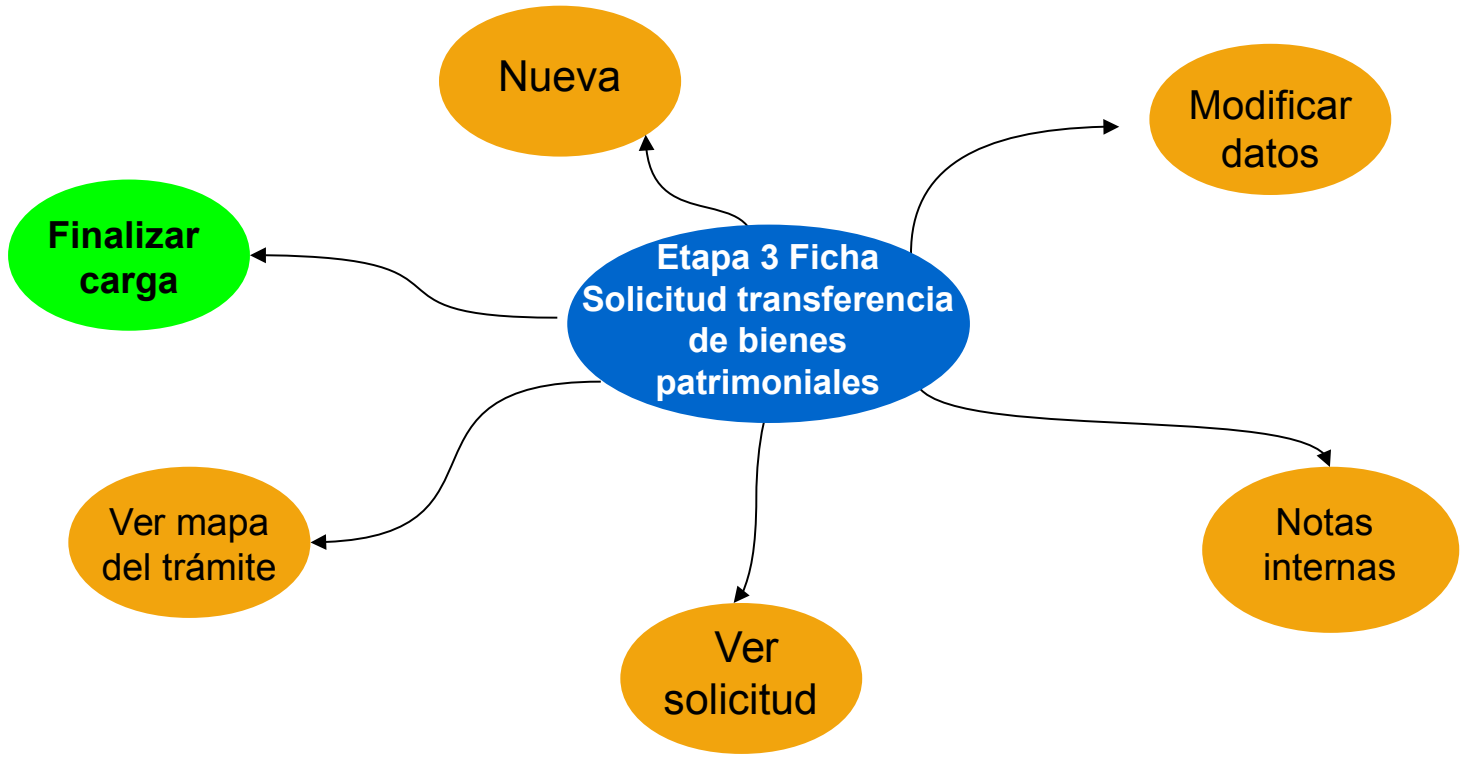 Nueva
Modificar
datos
Finalizar
carga
Etapa 3 Ficha
Solicitud transferencia
de bienes
patrimoniales
Ver mapa
del trámite
Notas
internas
Ver
solicitud